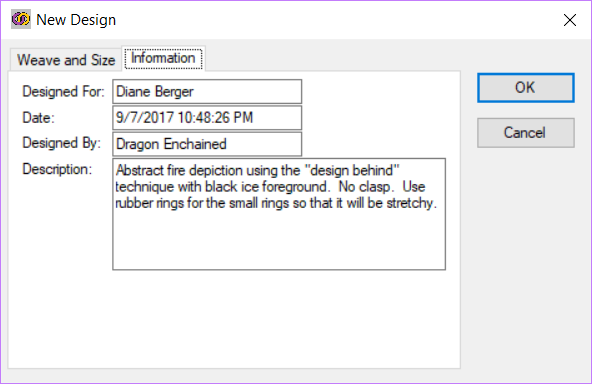 New Design
Weave and Size
Information
Designed For: Diane Berger
Date: 9/7/2017 10:48:26 PM
Designed By: Dragon Enchained
Description: Abstract fire depiction using the "design behind"
technique with black ice foreground.  No clasp.  Use
rubber rings for the small rings so that it will be stretchy.
OK
Cancel